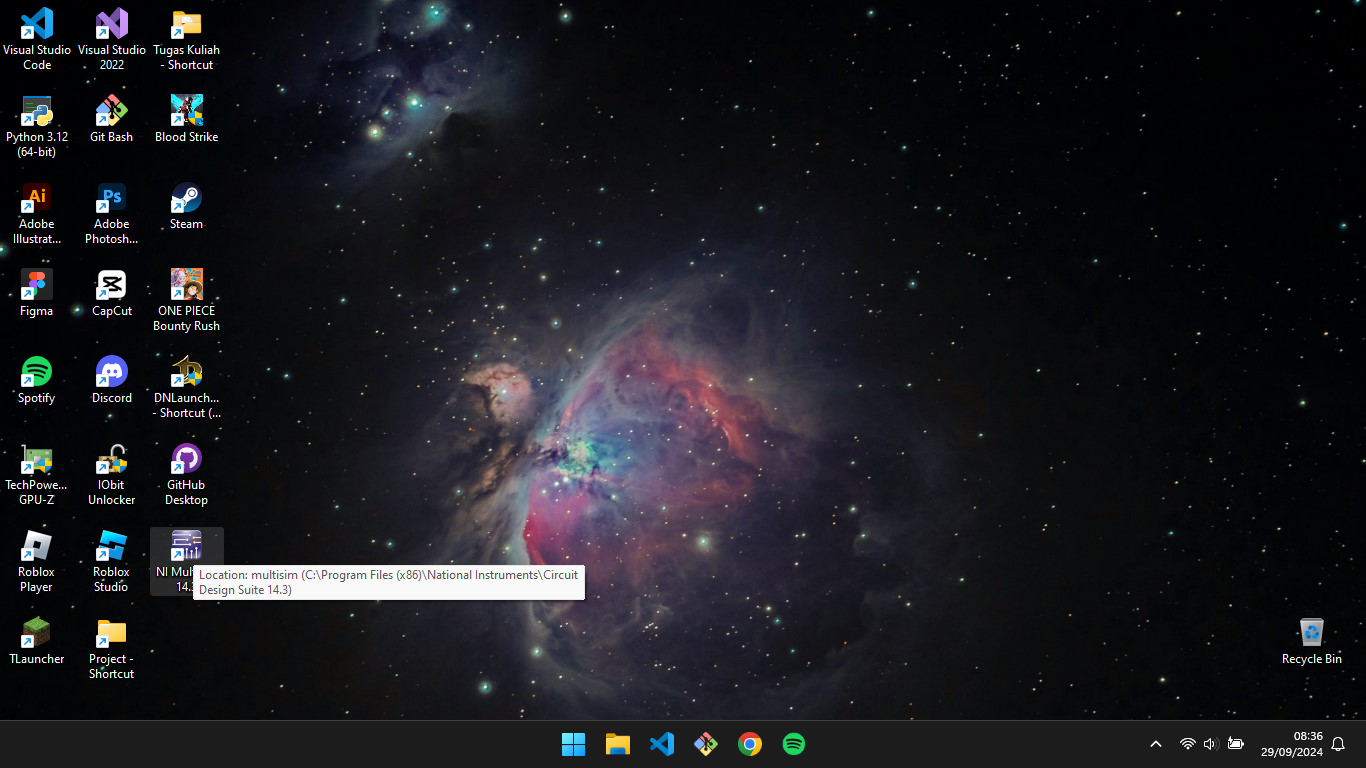 Visual Studio
Code
Visual Studio
2022
Tugas Kuliah
- Shortcut
Python 3.12
(64-bit)
Git Bash
Blood Strike
Ai
Adobe
Illustrat...
Ps
Adobe
Photosh...
Steam
Figma
CapCut
ONE PIECE
Bounty Rush
Spotify
Discord
DNLaunch...
- Shortcut (...
TechPowe...
GPU-Z
IObit
Unlocker
GitHub
Desktop
Roblox
Player
Roblox
Studio
NI Mul
14.
Location: multisim (C:\Program Files (x86)\National Instruments\Circuit
Design Suite 14.3)
TLauncher
Project -
Shortcut
Recycle Bin
08:36
29/09/2024